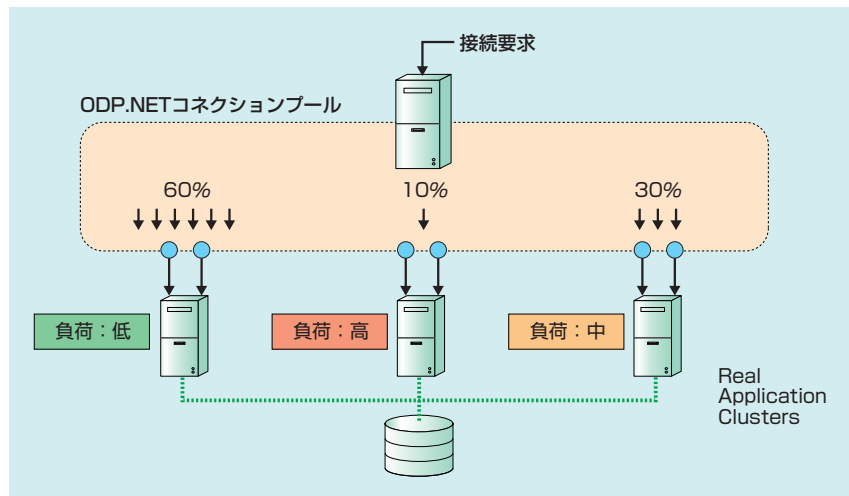 接続要求
ODP.NETコネクションプール
60%
10%
30%
負荷：低
負荷：高
負荷：中
Real
Application
Clusters